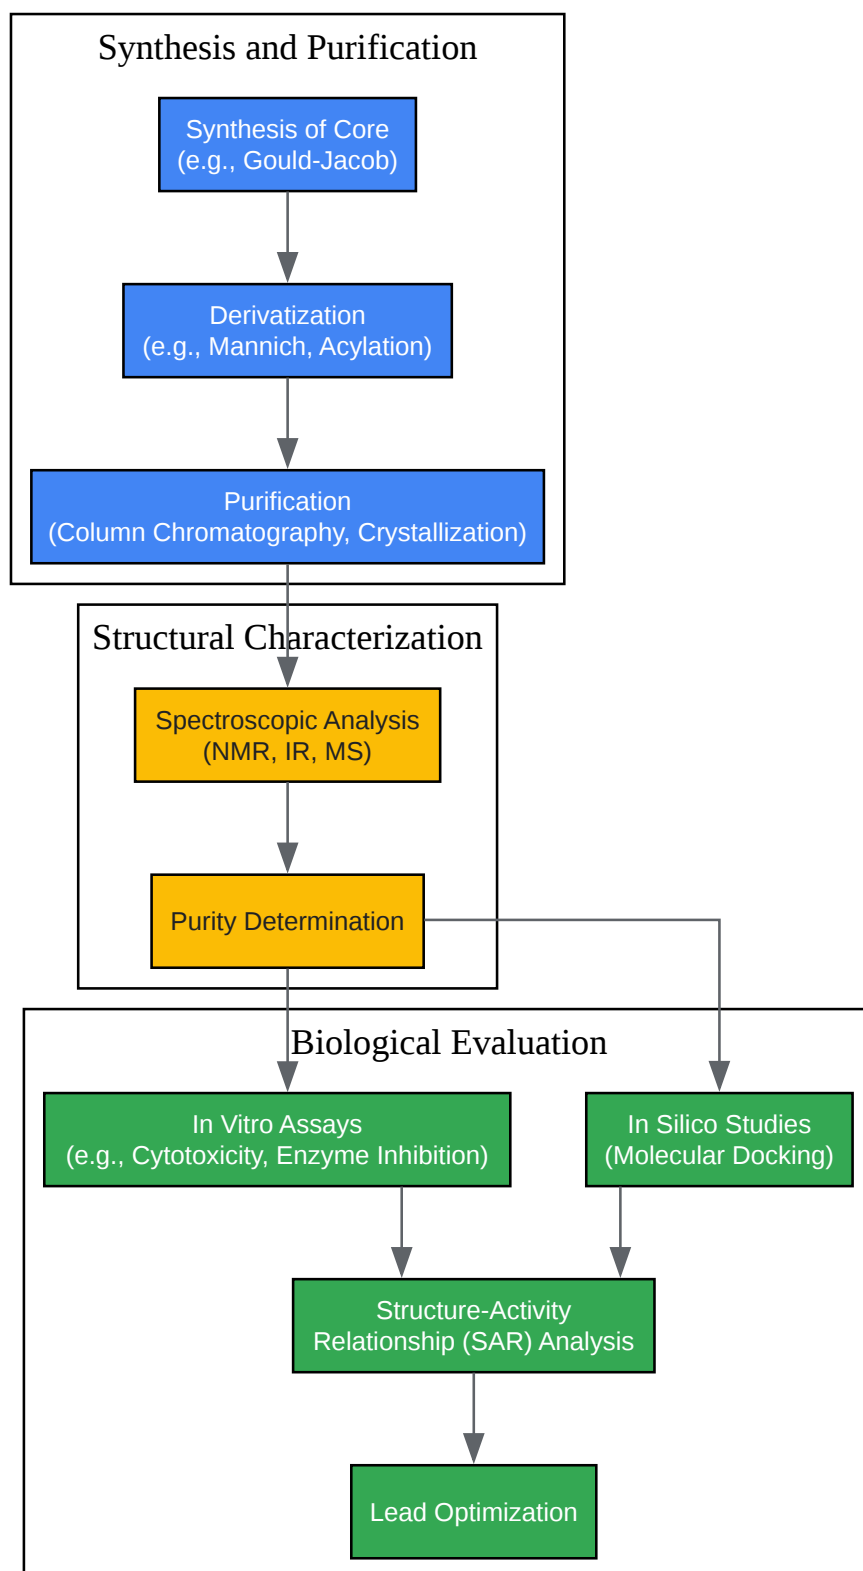 Synthesis and Purification
Synthesis of Core
(e.g., Gould-Jacob)
Derivatization
(e.g., Mannich, Acylation)
Purification
(Column Chromatography, Crystallization)
Structural Characterization
Spectroscopic Analysis
(NMR, IR, MS)
Purity Determination
Biological Evaluation
In Vitro Assays
(e.g., Cytotoxicity, Enzyme Inhibition)
In Silico Studies
(Molecular Docking)
Structure-Activity
Relationship (SAR) Analysis
Lead Optimization